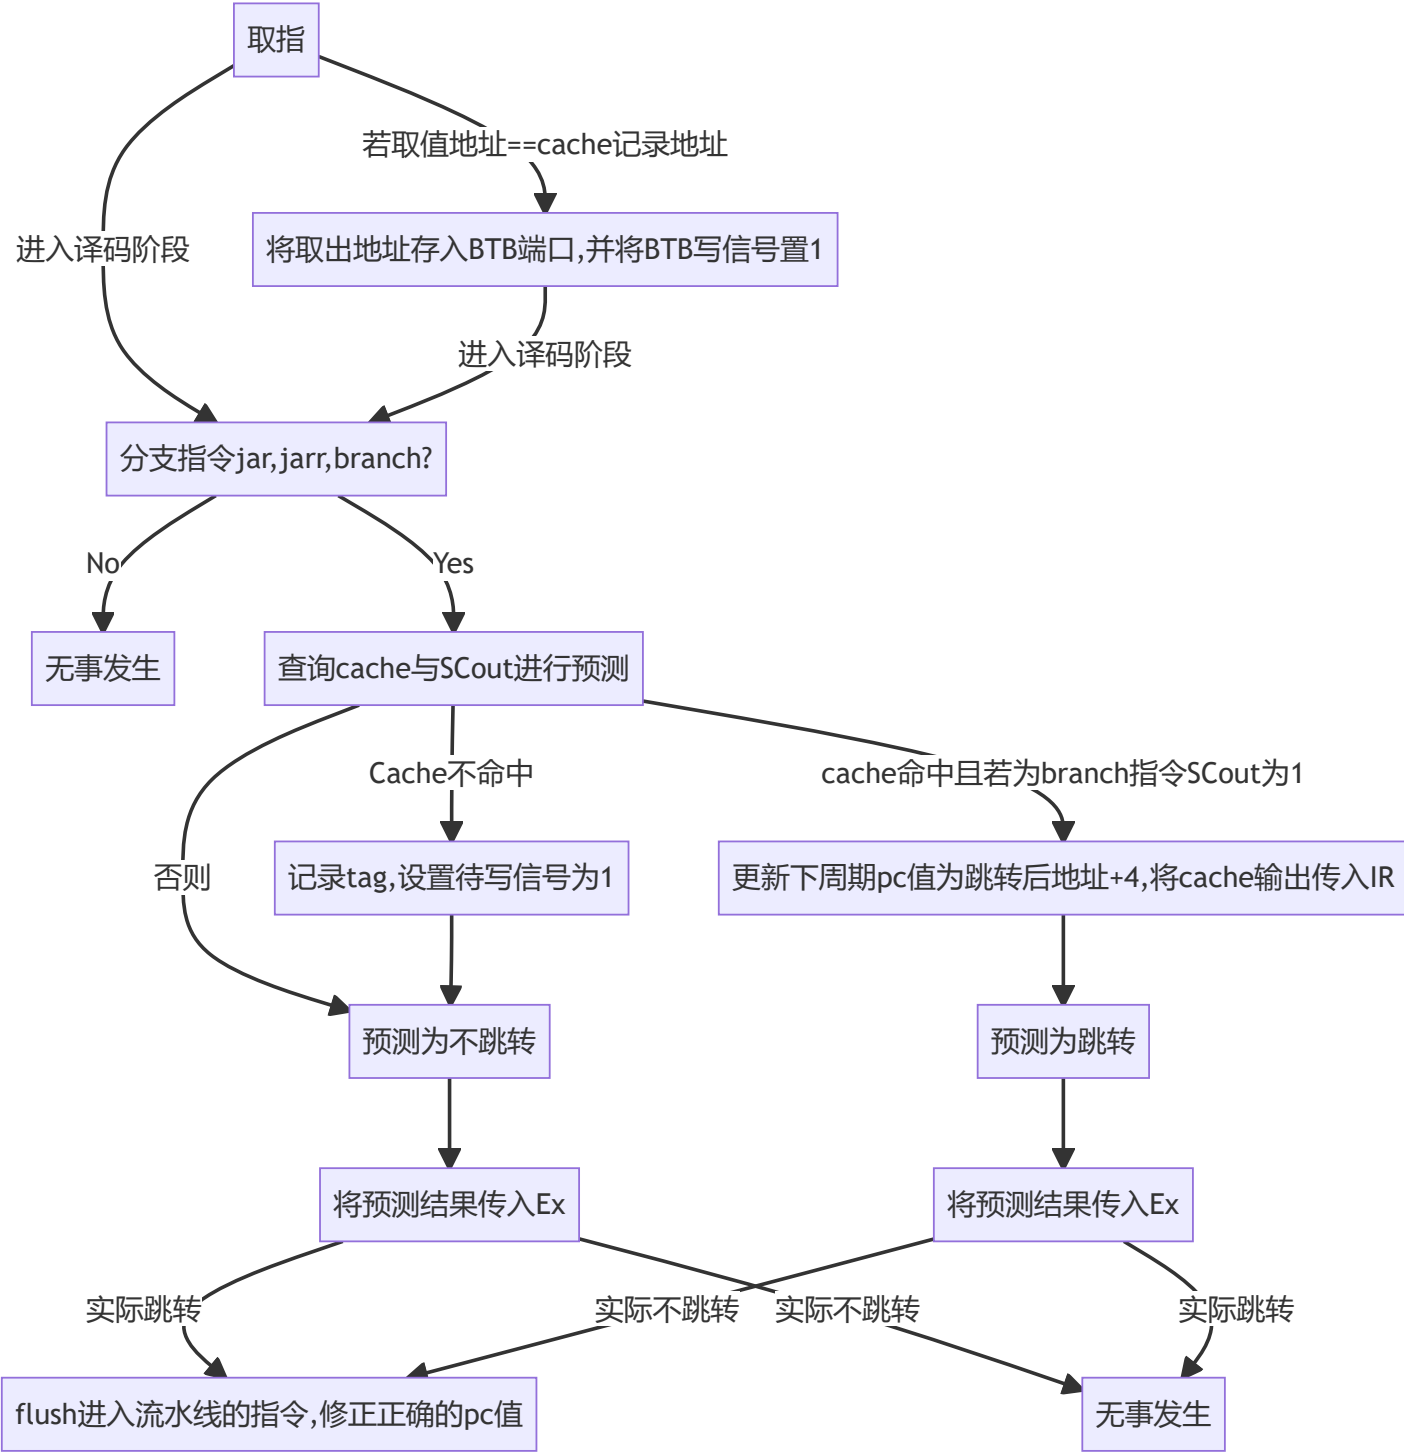 取指
若取值地址==cache记录地址
将取出地址存入BTB端口,并将BTB写信号置1
进入译码阶段
进入译码阶段
分支指令jar,jarr,branch?
No
Yes
无事发生
查询cache与SCout进行预测
Cache不命中
cache命中且若为branch指令SCout为1
否则
记录tag,设置待写信号为1
更新下周期pc值为跳转后地址+4,将cache输出传入IR
预测为不跳转
预测为跳转
将预测结果传入Ex
将预测结果传入Ex
实际跳转
实际不跳转
实际不跳转
实际跳转
flush进入流水线的指令,修正正确的pc值
无事发生